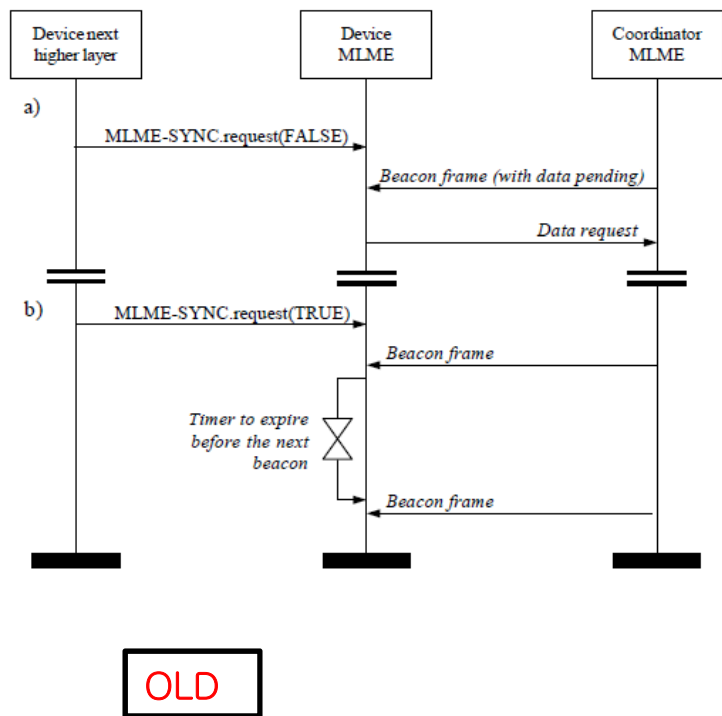 Device next
higher layer
Device
MLME
Coordinator
MLME
a)
MLME-SYNC.request(FALSE)
Beacon frame (with data pending)
Data request
b)
MLME-SYNC.request(TRUE)
Beacon frame
Timer to expire
before the next
beacon
Beacon frame
OLD